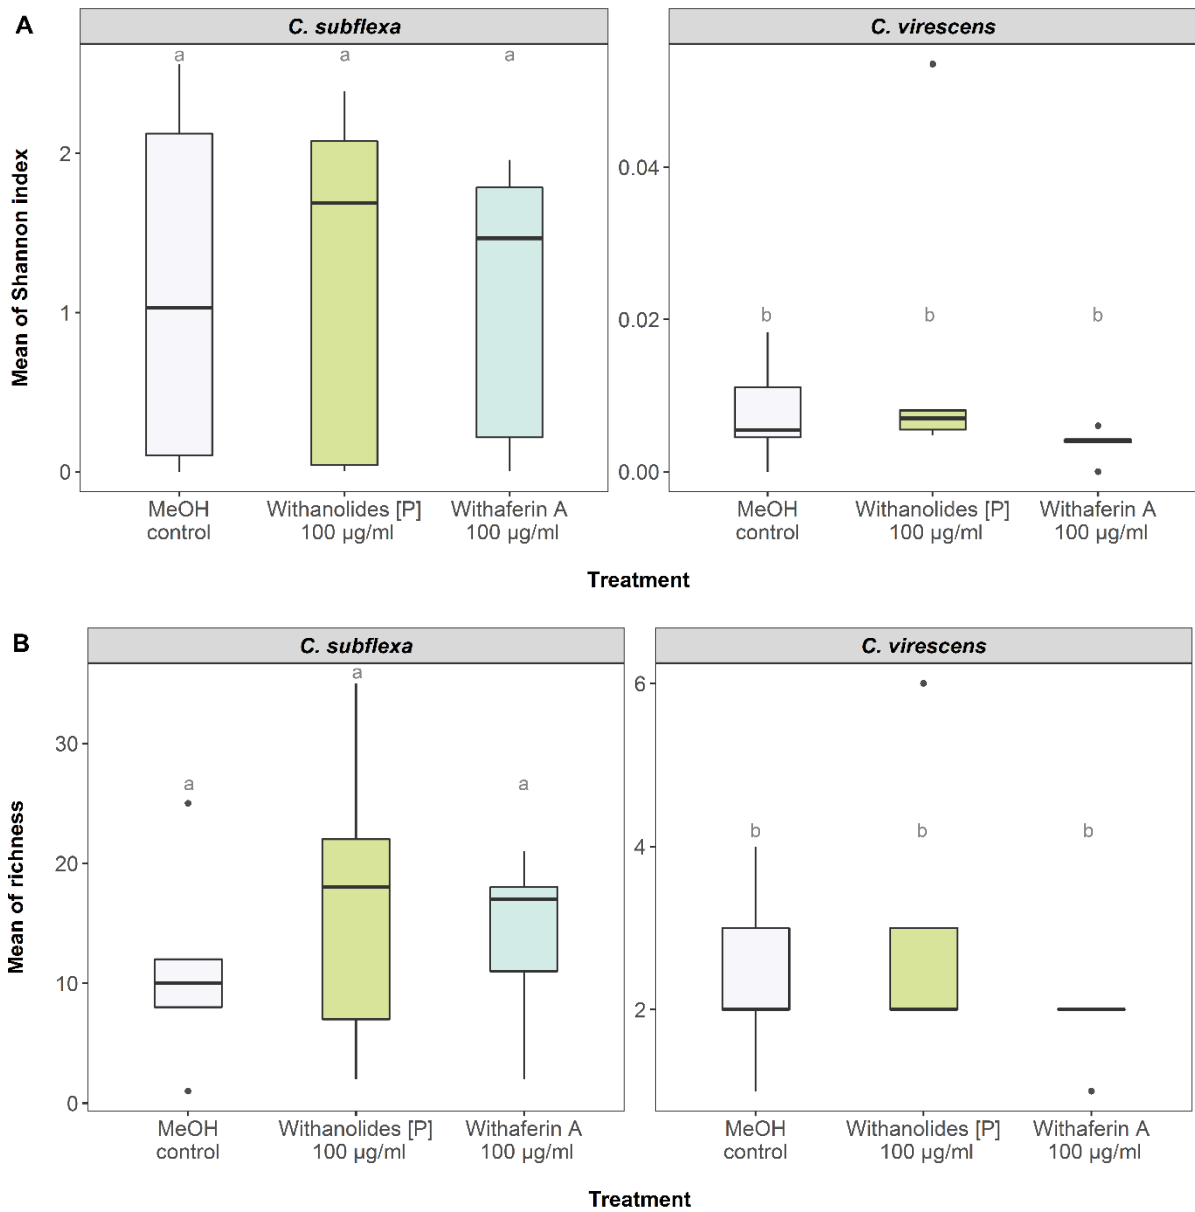 A
C. subflexa
C. virescens
Mean of Shannon index
2
1
0
a
a
a
0.04
0.02
0.00
b
b
b
MeOH
control
Withanolides [P]
100 µg/ml
Withaferin A
100 µg/ml
MeOH
control
Withanolides [P]
100 µg/ml
Withaferin A
100 µg/ml
Treatment
B
C. subflexa
C. virescens
Mean of richness
30
20
10
0
a
a
a
6
4
2
b
b
b
MeOH
control
Withanolides [P]
100 µg/ml
Withaferin A
100 µg/ml
MeOH
control
Withanolides [P]
100 µg/ml
Withaferin A
100 µg/ml
Treatment